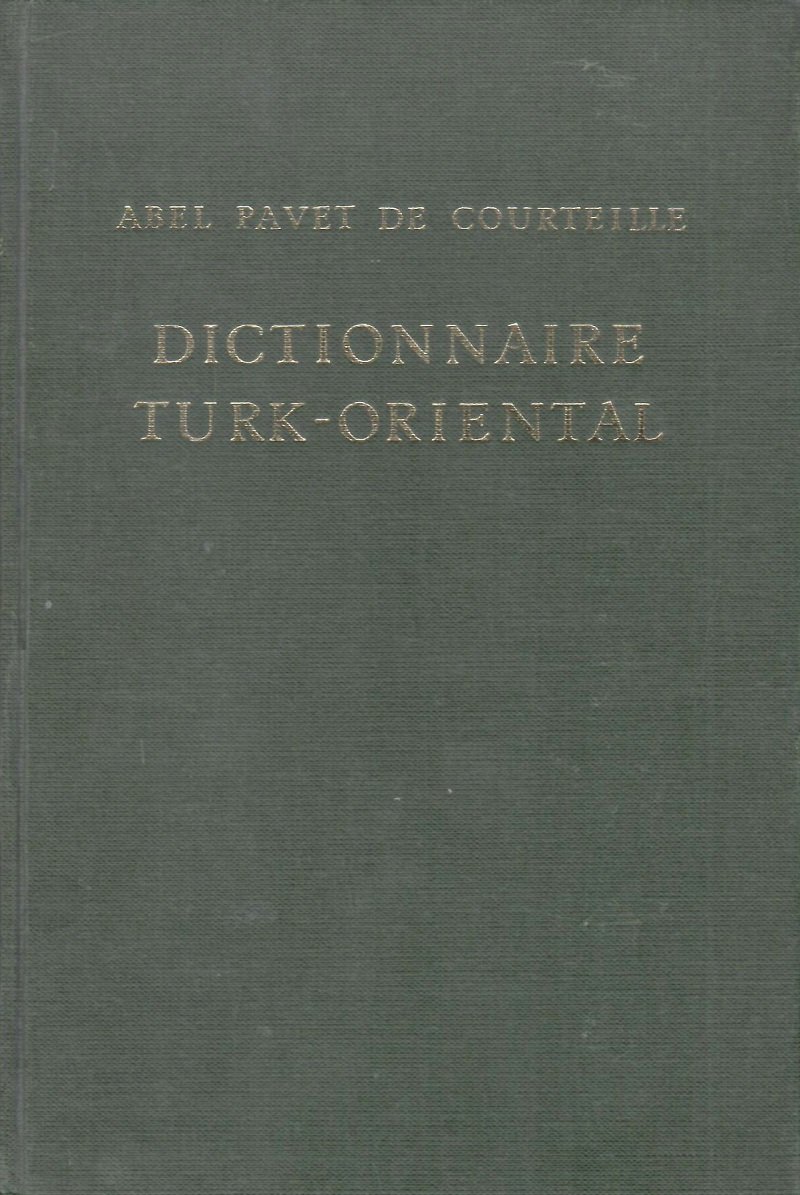 ABEL PAVET DE COURTEILLE
DICTIONNAIRE
TURK-ORIENTAL